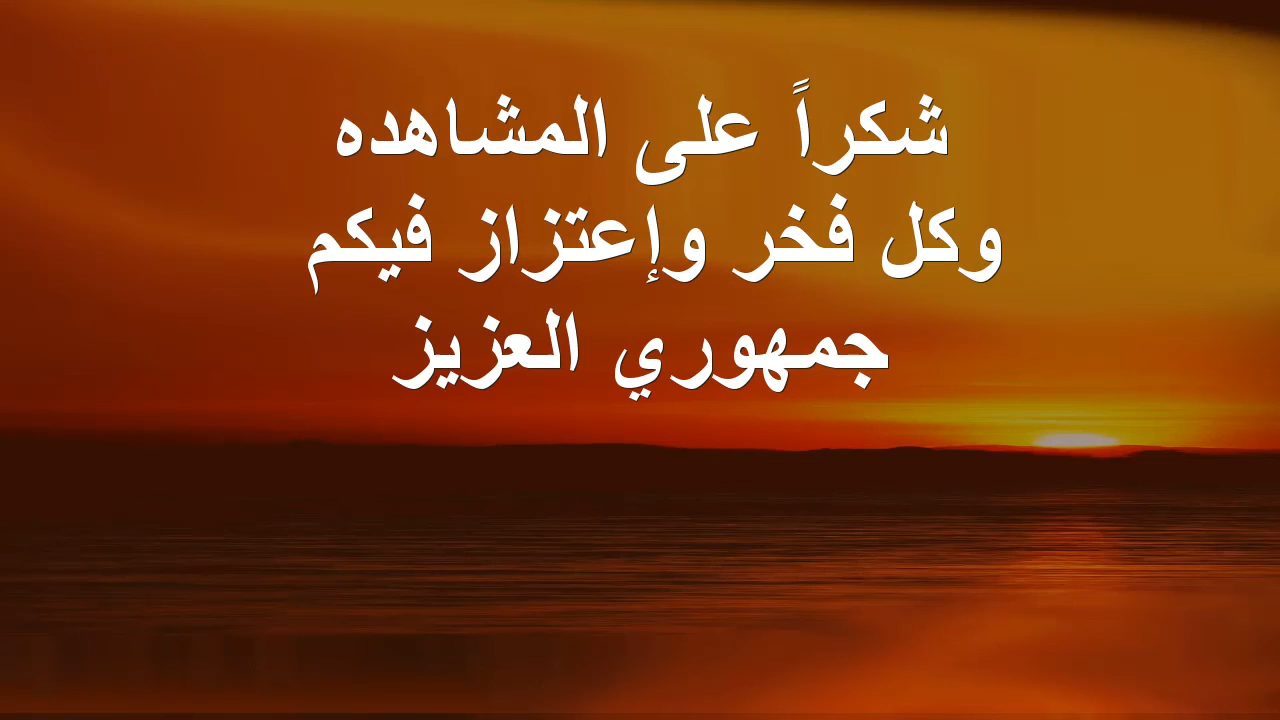 شكراً على المشاهده
وكل فخر وإعتزاز فيكم
جمهوري العزيز